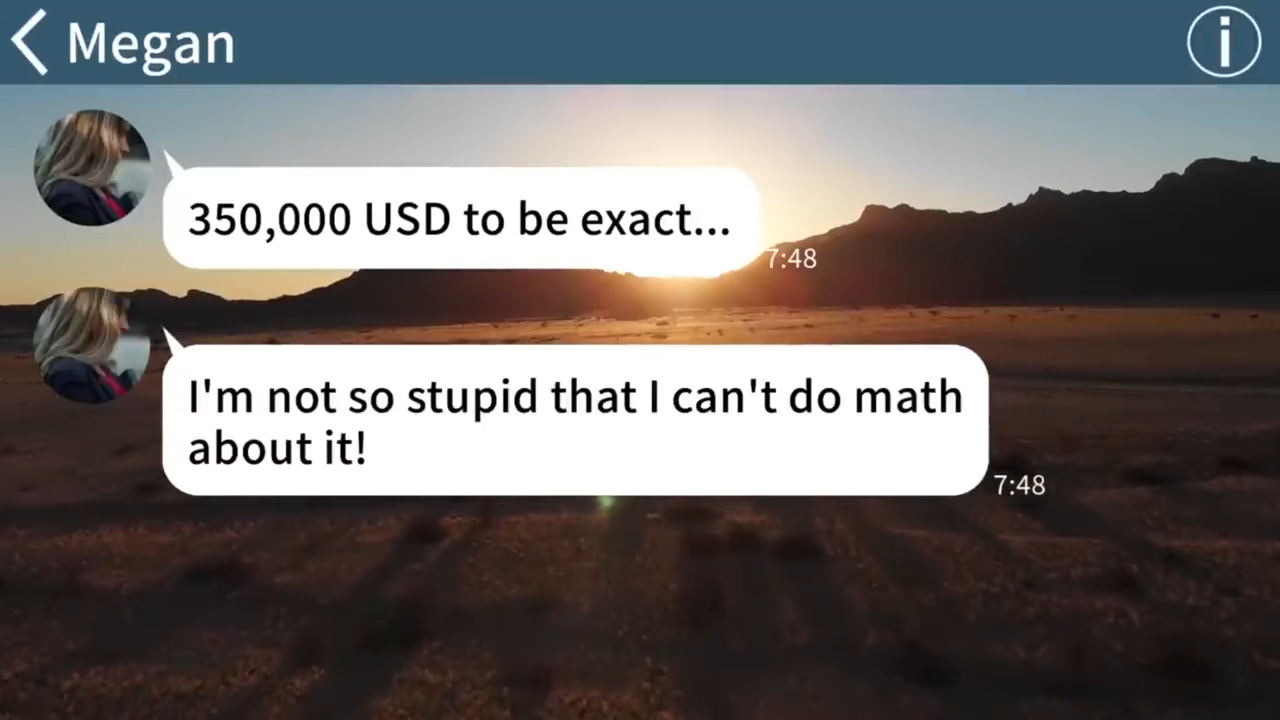 Megan
350,000 USD to be exact...
7:48
I'm not so stupid that I can't do math
about it!
7:48